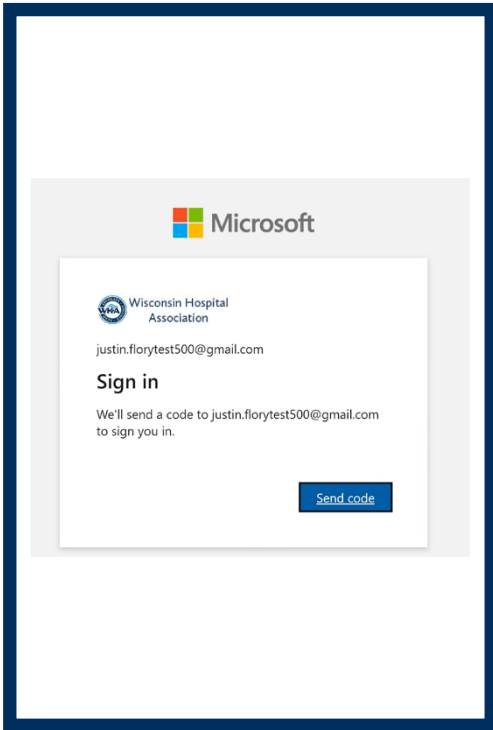 Microsoft
WHA
Wisconsin Hospital
Association
justin.florytest500@gmail.com
Sign in
We'll send a code to justin.florytest500@gmail.com
to sign you in.
Send code